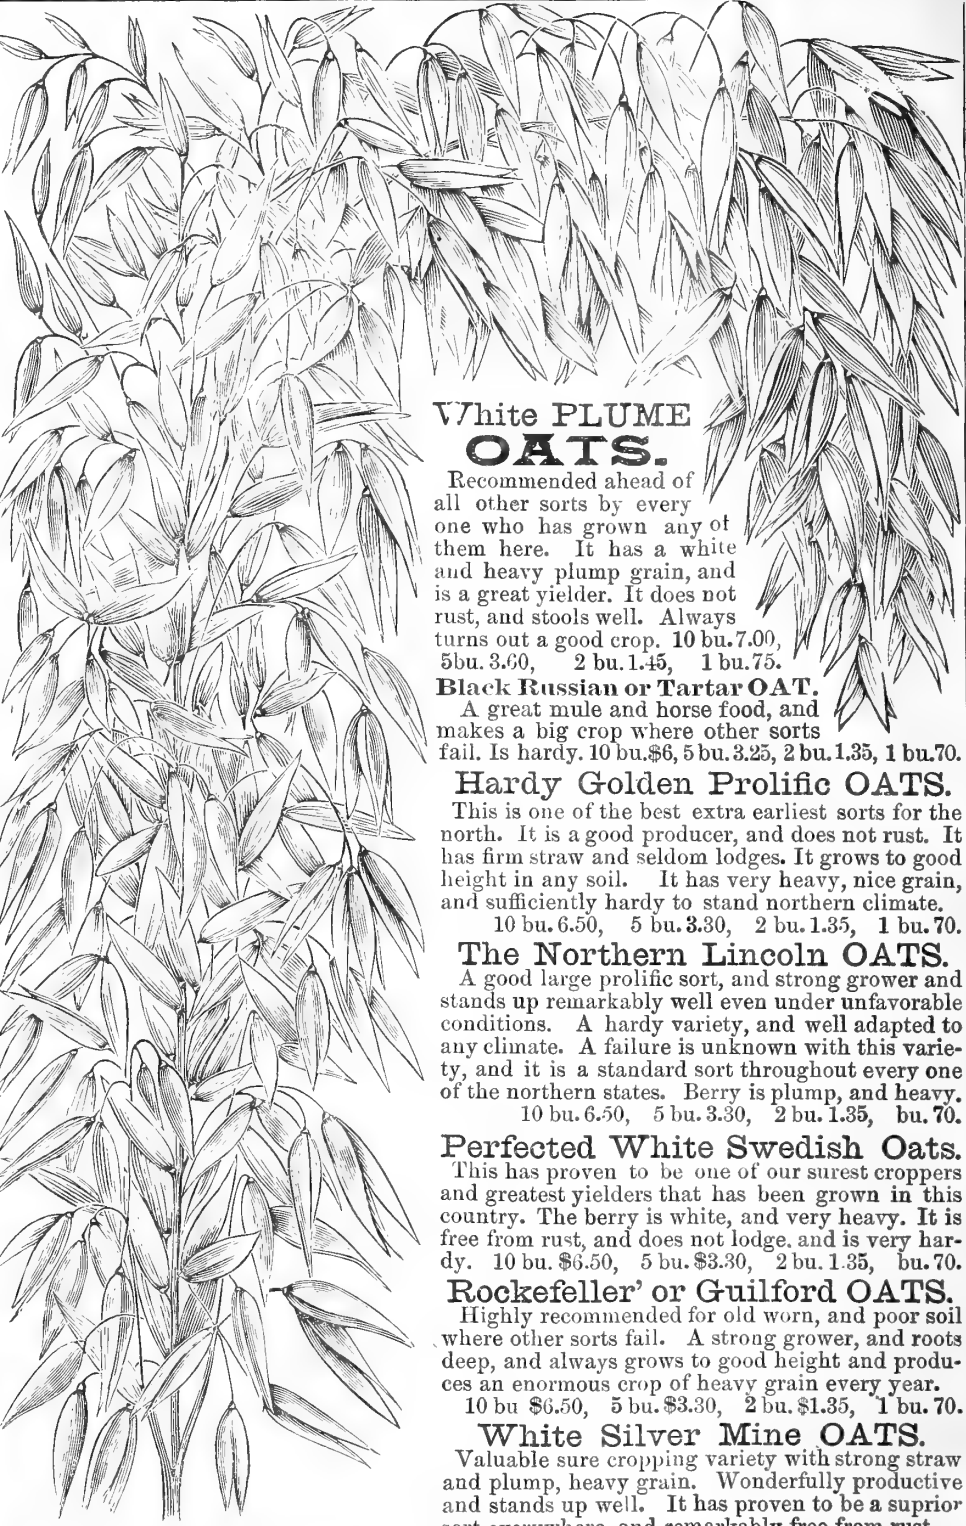 White PLUME
OATS.
Recommended ahead of
all other sorts by every
one who has grown any of
them here. It has a white
and heavy plump grain, and
is a great yielder. It does not
rust, and stools well. Always
turns out a good crop. 10 bu. 7.00,
5bu. 3.60, 2 bu. 1.45, 1 bu. 75.
Black Russian or Tartar OAT.
A great mule and horse food, and
makes a big crop where other sorts
fail. Is hardy. 10 bu. $6, 5 bu. 3.25, 2 bu. 1.35, 1 bu. 70.
Hardy Golden Prolific OATS.
This is one of the best extra earliest sorts for the
north. It is a good producer, and does not rust. It
has firm straw and seldom lodges. It grows to good
height in any soil. It has very heavy, nice grain,
and sufficiently hardy to stand northern climate.
10 bu. 6.50, 5 bu. 3.30, 2 bu. 1.35, 1 bu. 70.
The Northern Lincoln OATS.
A good large prolific sort, and strong grower and
stands up remarkably well even under unfavorable
conditions. A hardy variety, and well adapted to
any climate. A failure is unknown with this varie-
ty, and it is a standard sort throughout every one
of the northern states. Berry is plump, and heavy.
10 bu. 6.50, 5 bu. 3.30, 2 bu. 1.35, bu. 70.
Perfected White Swedish Oats.
This has proven to be one of our surest croppers
and greatest yielders that has been grown in this
country. The berry is white, and very heavy. It is
free from rust, and does not lodge, and is very har-
dy. 10 bu. $6.50, 5 bu. $3.30, 2 bu. 1.35, bu. 70.
Rockefeller' or Guilford OATS.
Highly recommended for old worn, and poor soil
where other sorts fail. A strong grower, and roots
deep, and always grows to good height and produ-
ces an enormous crop of heavy grain every year.
10 bu $6.50, 5 bu. $3.30, 2 bu. $1.35, 1 bu. 70.
White Silver Mine OATS.
Valuable sure cropping variety with strong straw
and plump, heavy grain. Wonderfully productive
and stands up well. It has proven to be a suprior
sort everywhere, and remarkably free from rust.